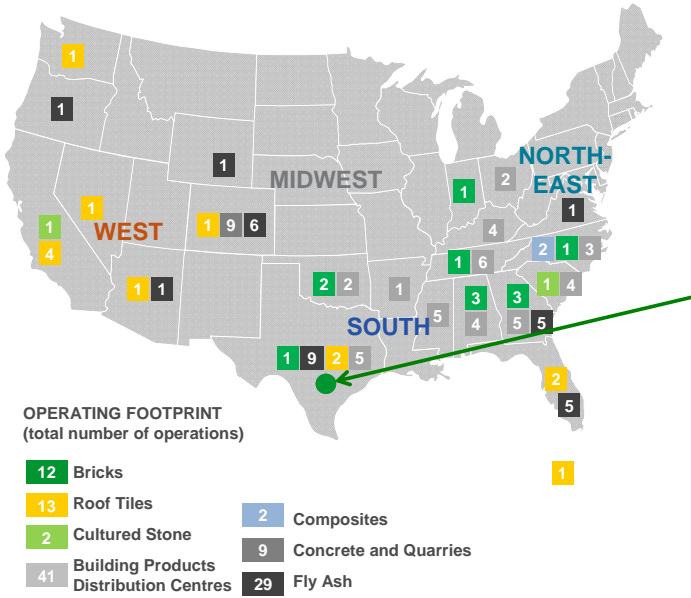 1
1
1
MIDWEST
NORTH-
EAST
1 2
1
4
1
1
WEST
1 9 6
4
2 1 3
1 6
1 1
2 2
1
3
3
1 4
5
SOUTH
4
5 5
1 9 2 5
2
5
OPERATING FOOTPRINT
(total number of operations)
12 Bricks
13 Roof Tiles
2 Cultured Stone
41 Building Products
Distribution Centres
1
2 Composites
9 Concrete and Quarries
29 Fly Ash